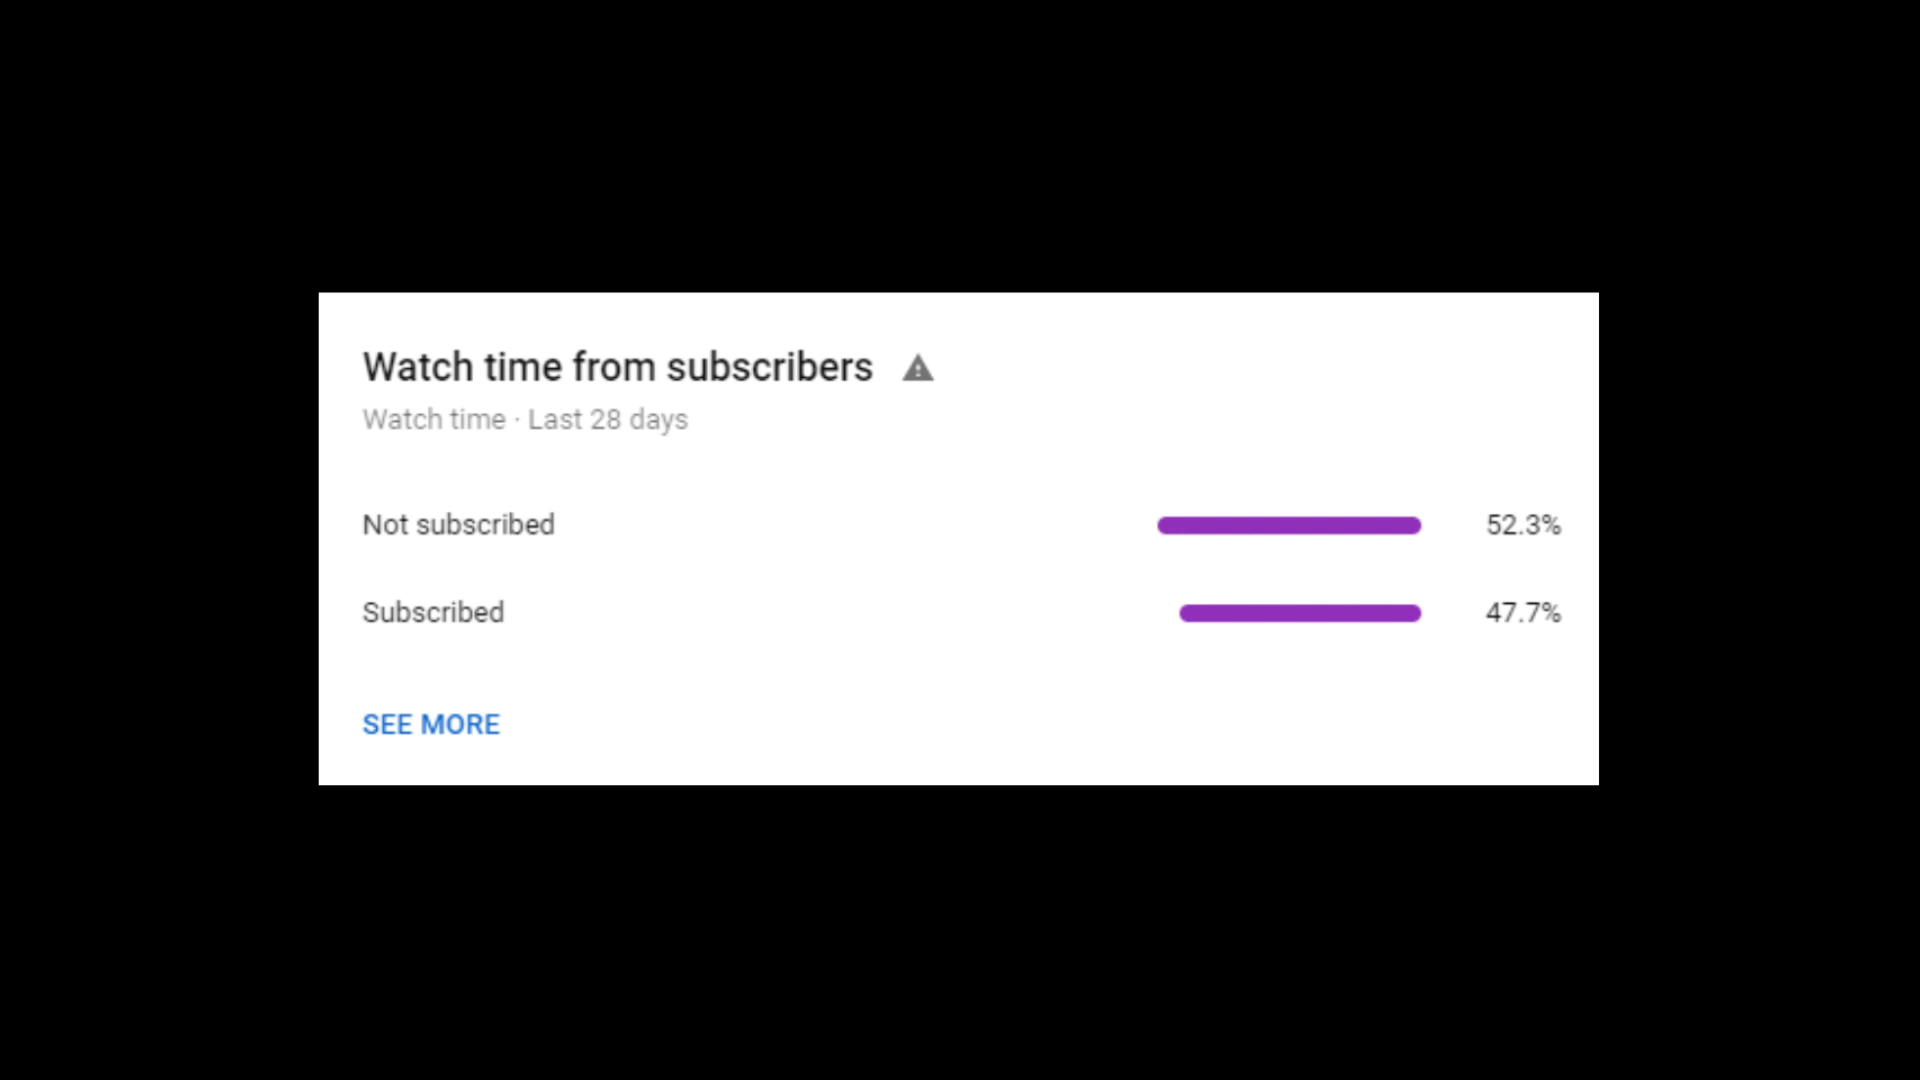 Watch time from subscribers
Watch time · Last 28 days
Not subscribed 52.3%
Subscribed 47.7%
SEE MORE